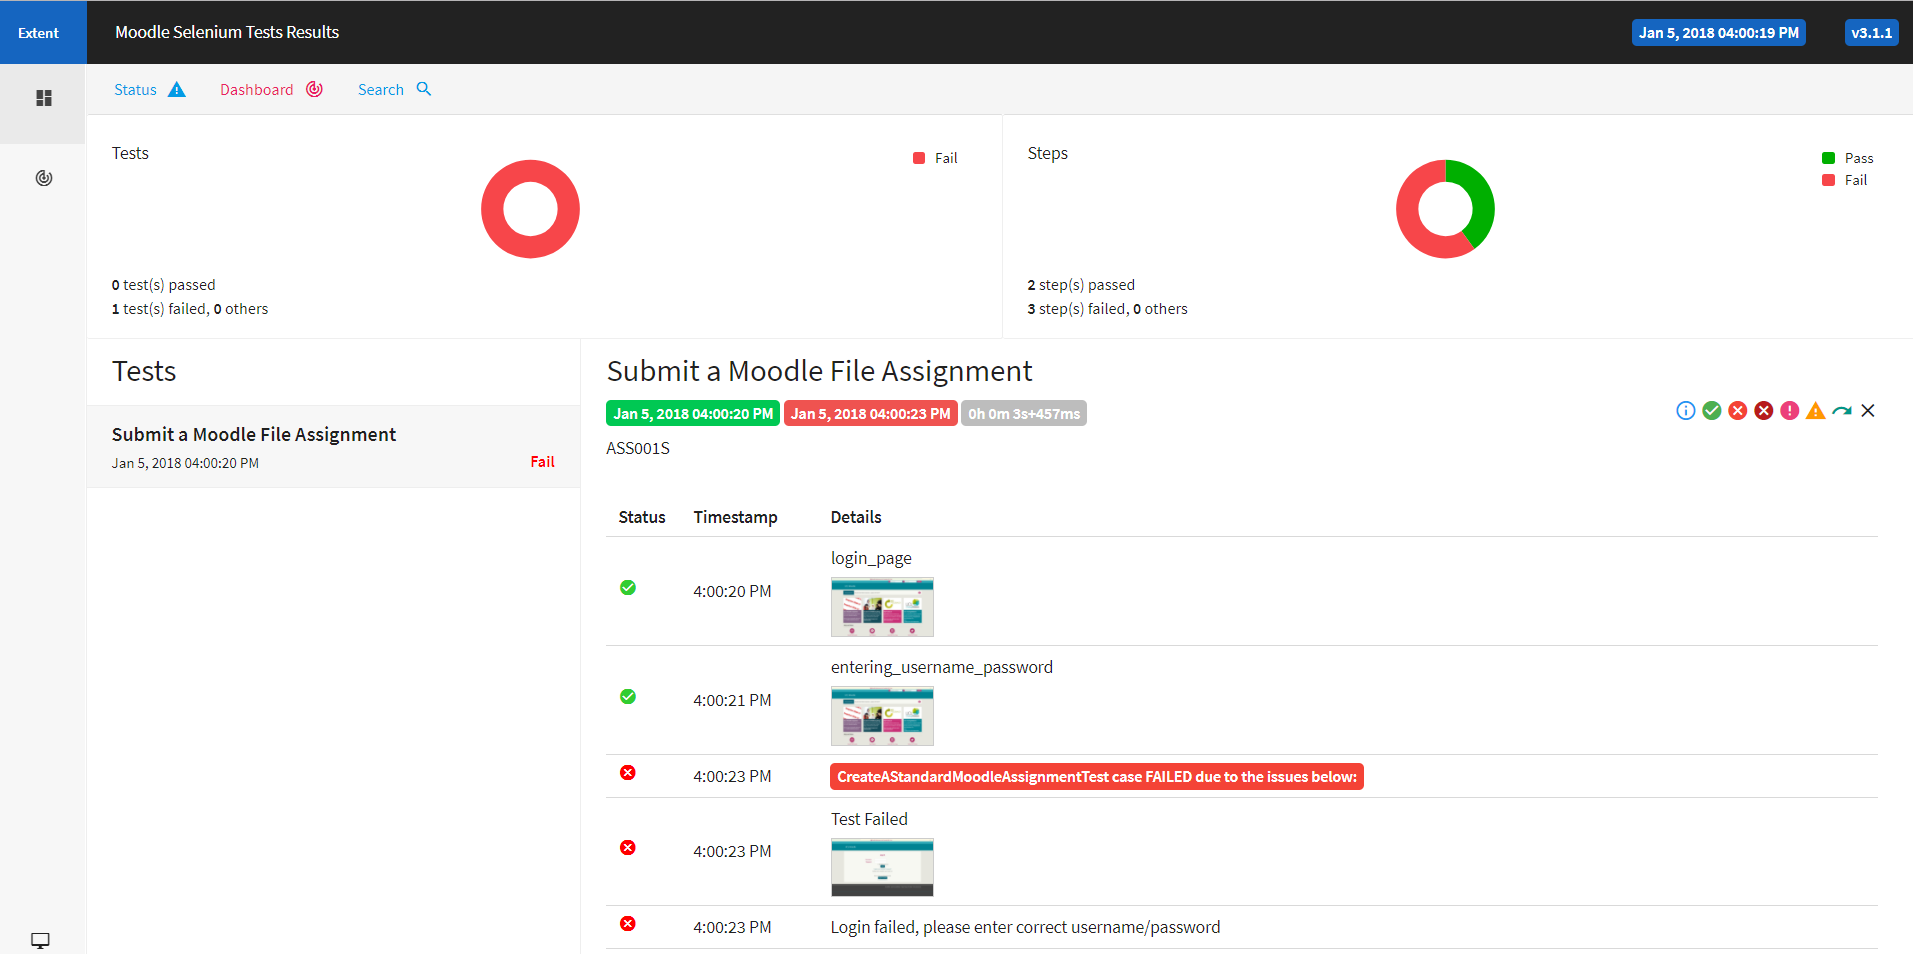 Extent
Moodle Selenium Tests Results
Jan 5, 2018 04:00:19 PM
v3.1.1
Status
Dashboard
Search
Tests
Fail
0 test(s) passed
1 test(s) failed, 0 others
Steps
Pass
Fail
2 step(s) passed
3 step(s) failed, 0 others
Tests
Submit a Moodle File Assignment
Jan 5, 2018 04:00:20 PM
Fail
Submit a Moodle File Assignment
Jan 5, 2018 04:00:20 PM Jan 5, 2018 04:00:23 PM 0h 0m 3s+457ms
ASS001S
Status Timestamp Details
login_page
4:00:20 PM
entering_username_password
4:00:21 PM
4:00:23 PM CreateAStandardMoodleAssignmentTest case FAILED due to the issues below:
Test Failed
4:00:23 PM
4:00:23 PM Login failed, please enter correct username/password